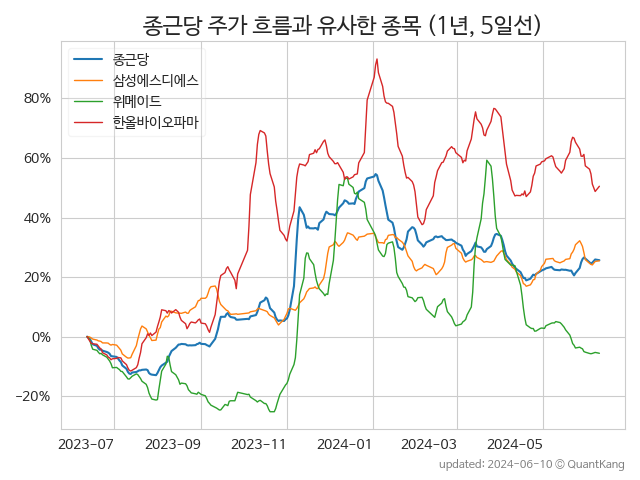 종근당 주가 흐름과 유사한 종목 (1년, 5일선)
종근당
삼성에스디에스
위메이드
한올바이오파마
80%
60%
40%
20%
0%
−20%
2023-07 2023-09 2023-11 2024-01 2024-03 2024-05
updated: 2024-06-10 © QuantKang